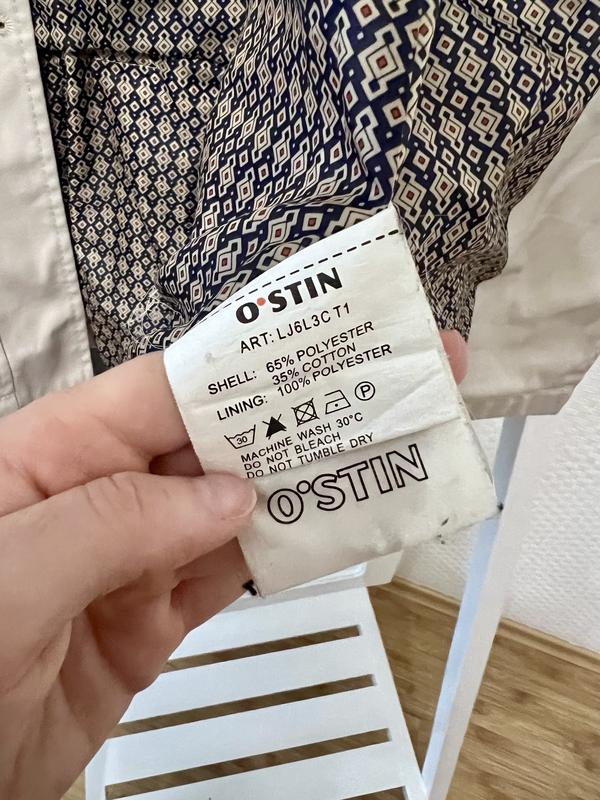 O'STIN
ART: LJ6L3C T1
SHELL: 65% POLYESTER
35% COTTON
LINING: 100% POLYESTER
30 P
MACHINE WASH 30°C
DO NOT BLEACH
DO NOT TUMBLE DRY
O'STIN